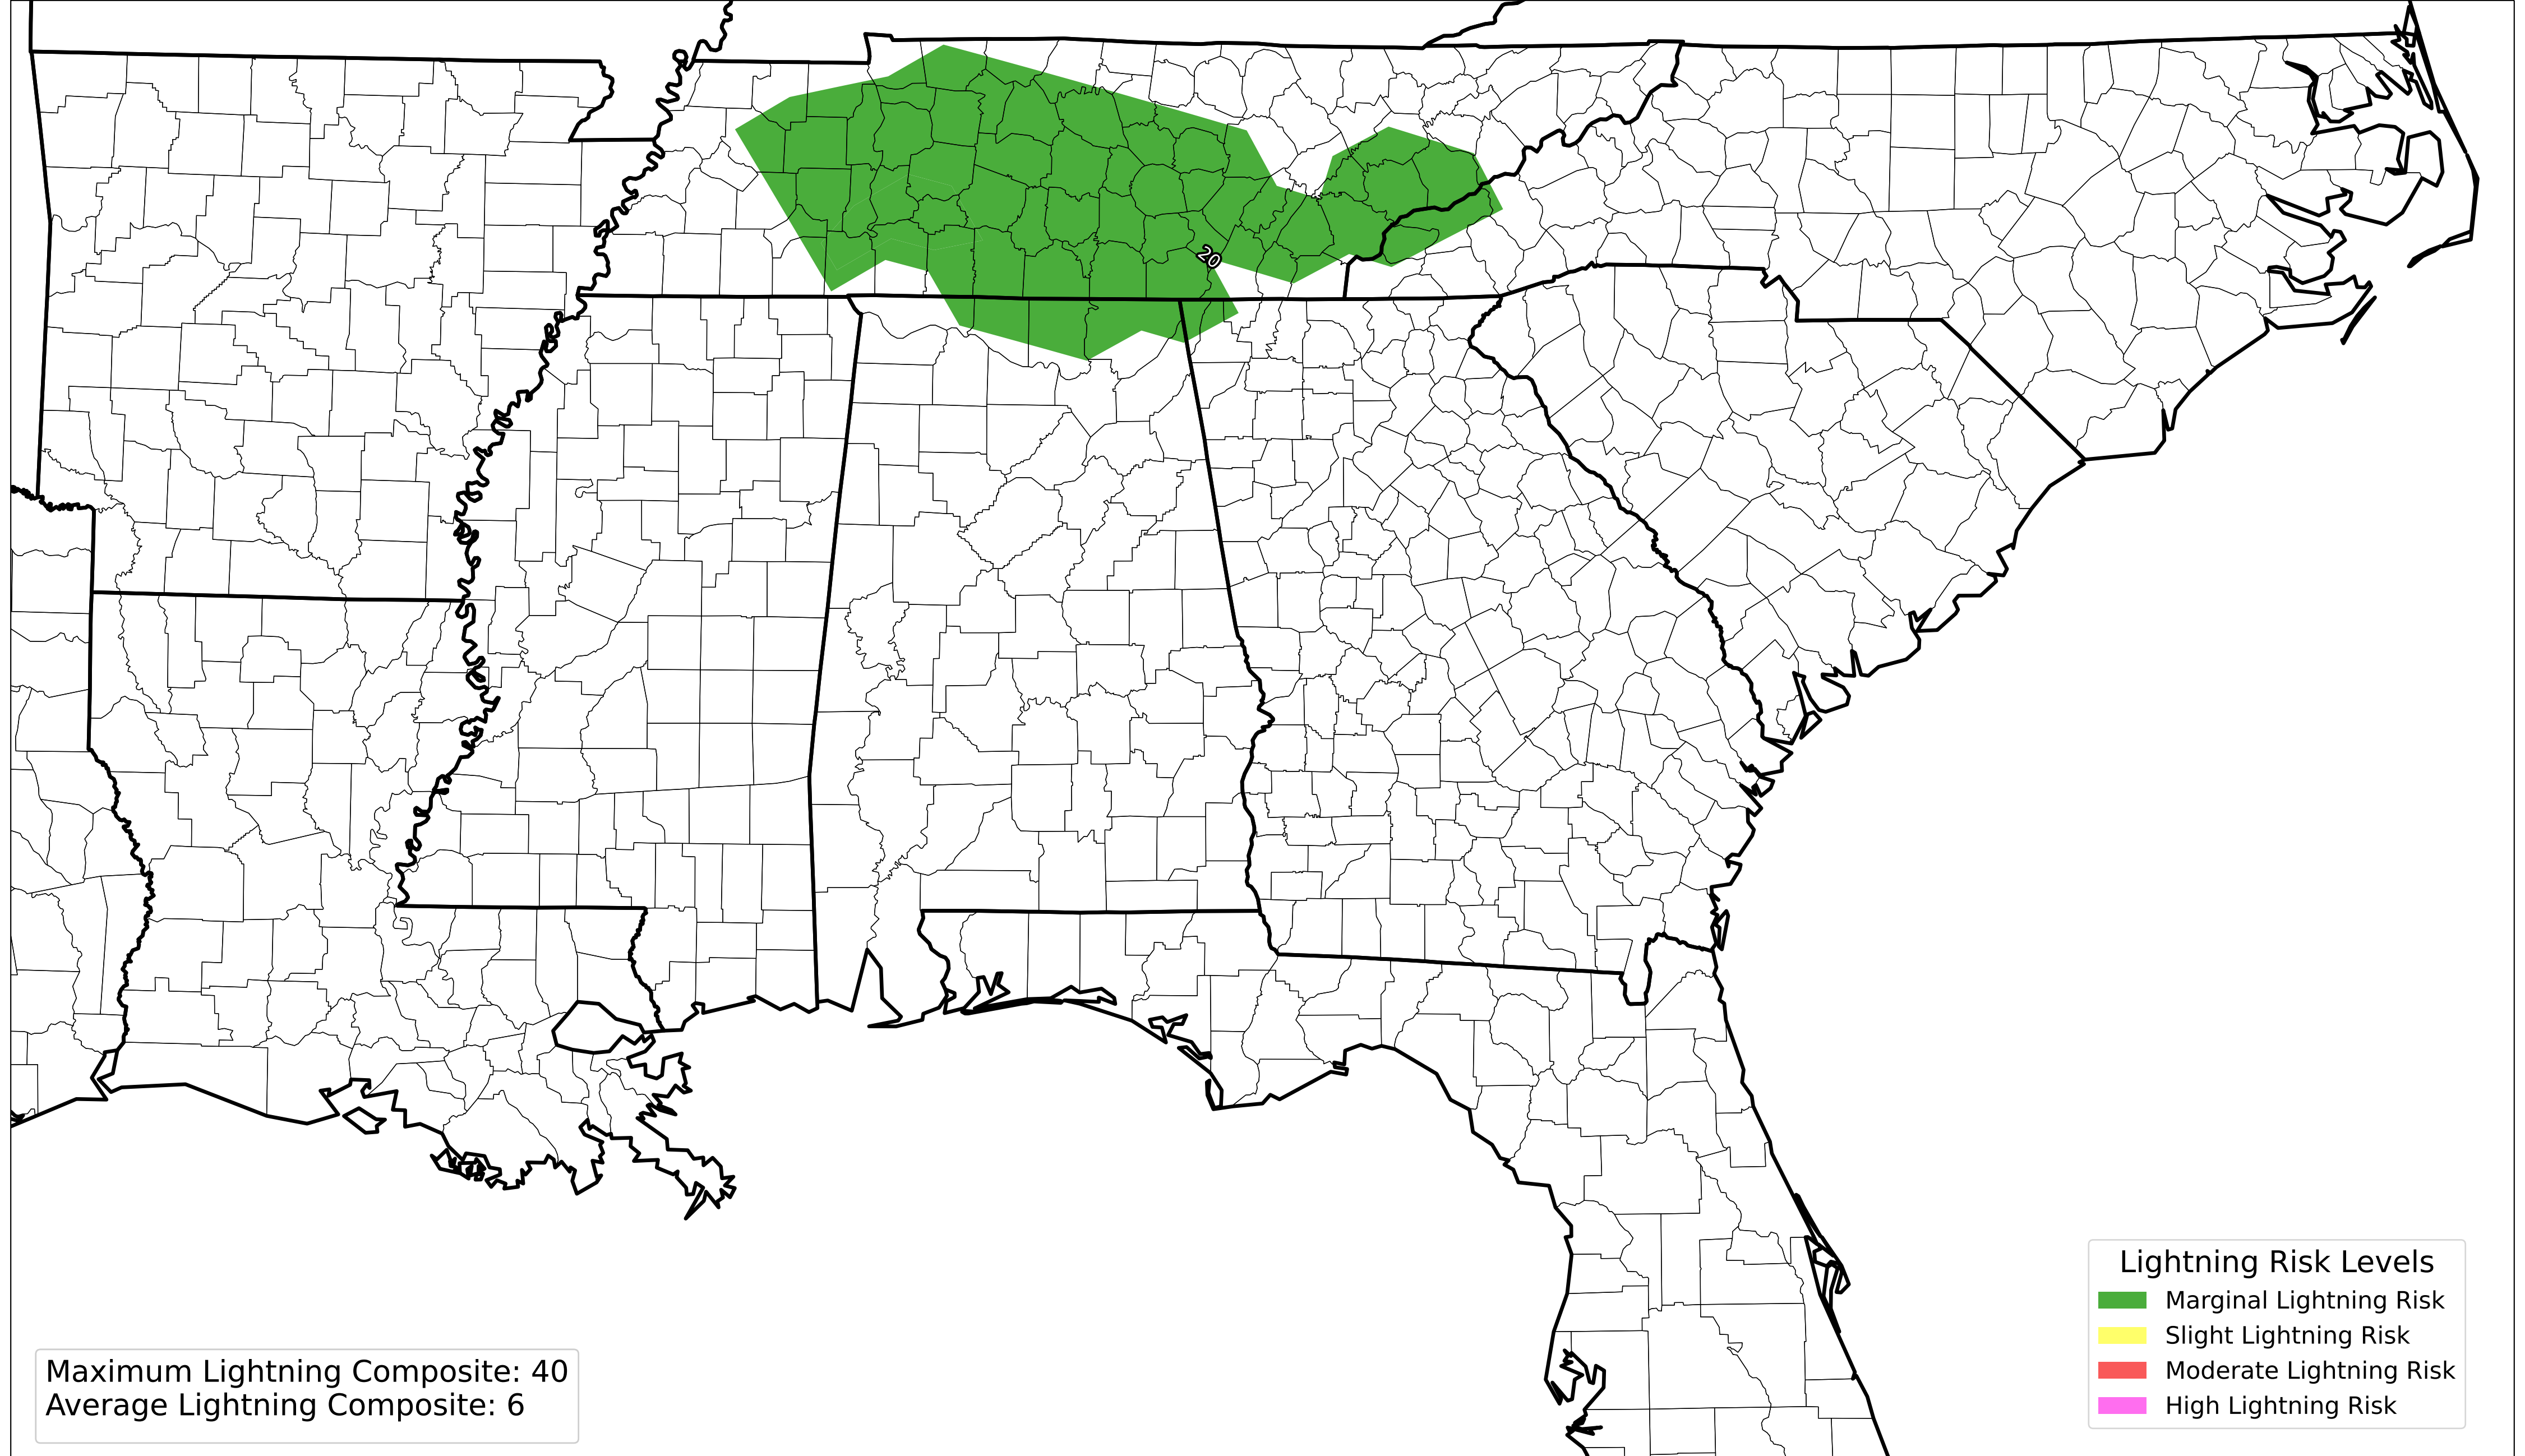 20
Maximum Lightning Composite: 40
Average Lightning Composite: 6
Lightning Risk Levels
Marginal Lightning Risk
Slight Lightning Risk
Moderate Lightning Risk
High Lightning Risk